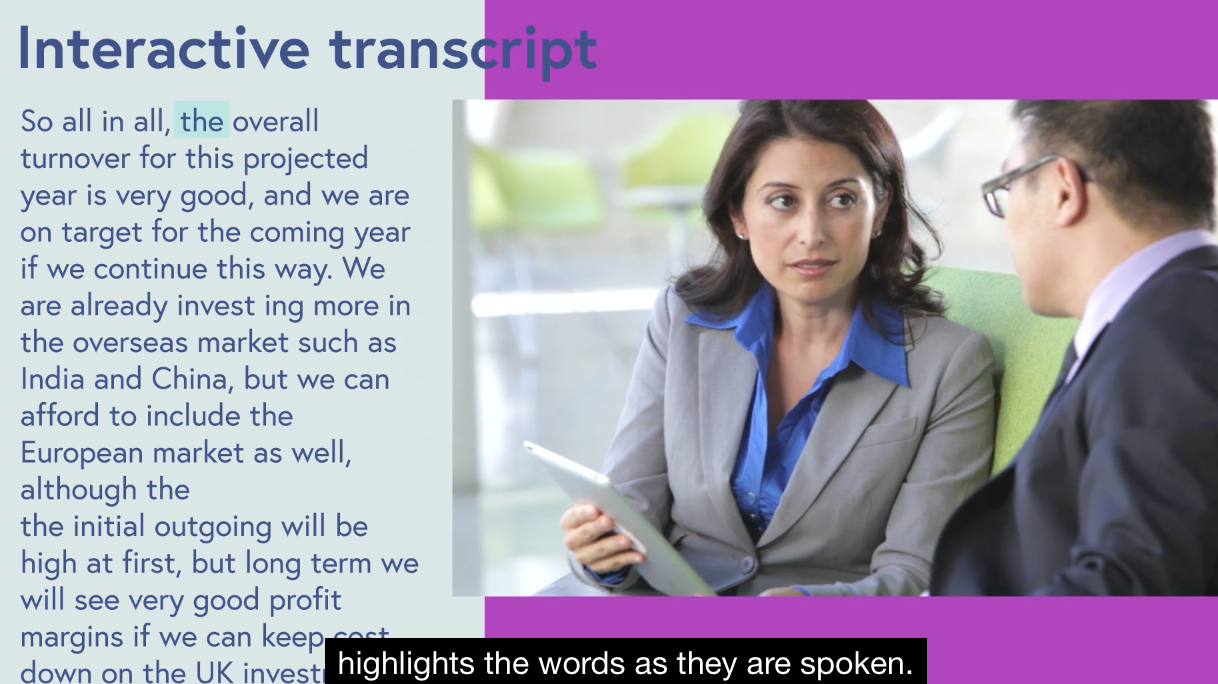 Interactive transcript
So all in all, the overall
turnover for this projected
year is very good, and we are
on target for the coming year
if we continue this way. We
are already invest ing more in
the overseas market such as
India and China, but we can
afford to include the
European market as well,
although the
the initial outgoing will be
high at first, but long term we
will see very good profit
margins if we can keep cost
down on the UK
highlights the words as they are spoken.